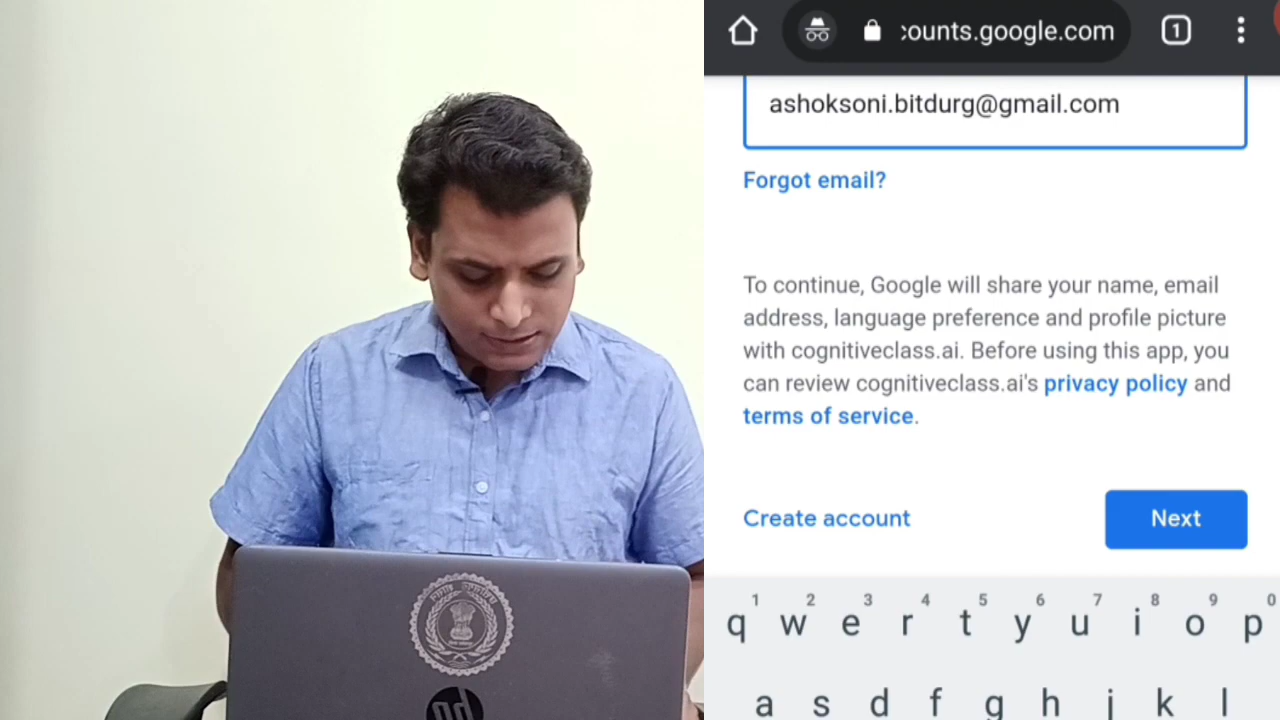 :counts.google.com
1
ashoksoni.bitdurg@gmail.com
Forgot email?
To continue, Google will share your name, email
address, language preference and profile picture
with cognitiveclass.ai. Before using this app, you
can review cognitiveclass.ai's privacy policy and
terms of service.
Create account
Next
1 2 3 4 5 6 7 8 9 0
q w e r t y u i o p
a s d f g h j k l
hp